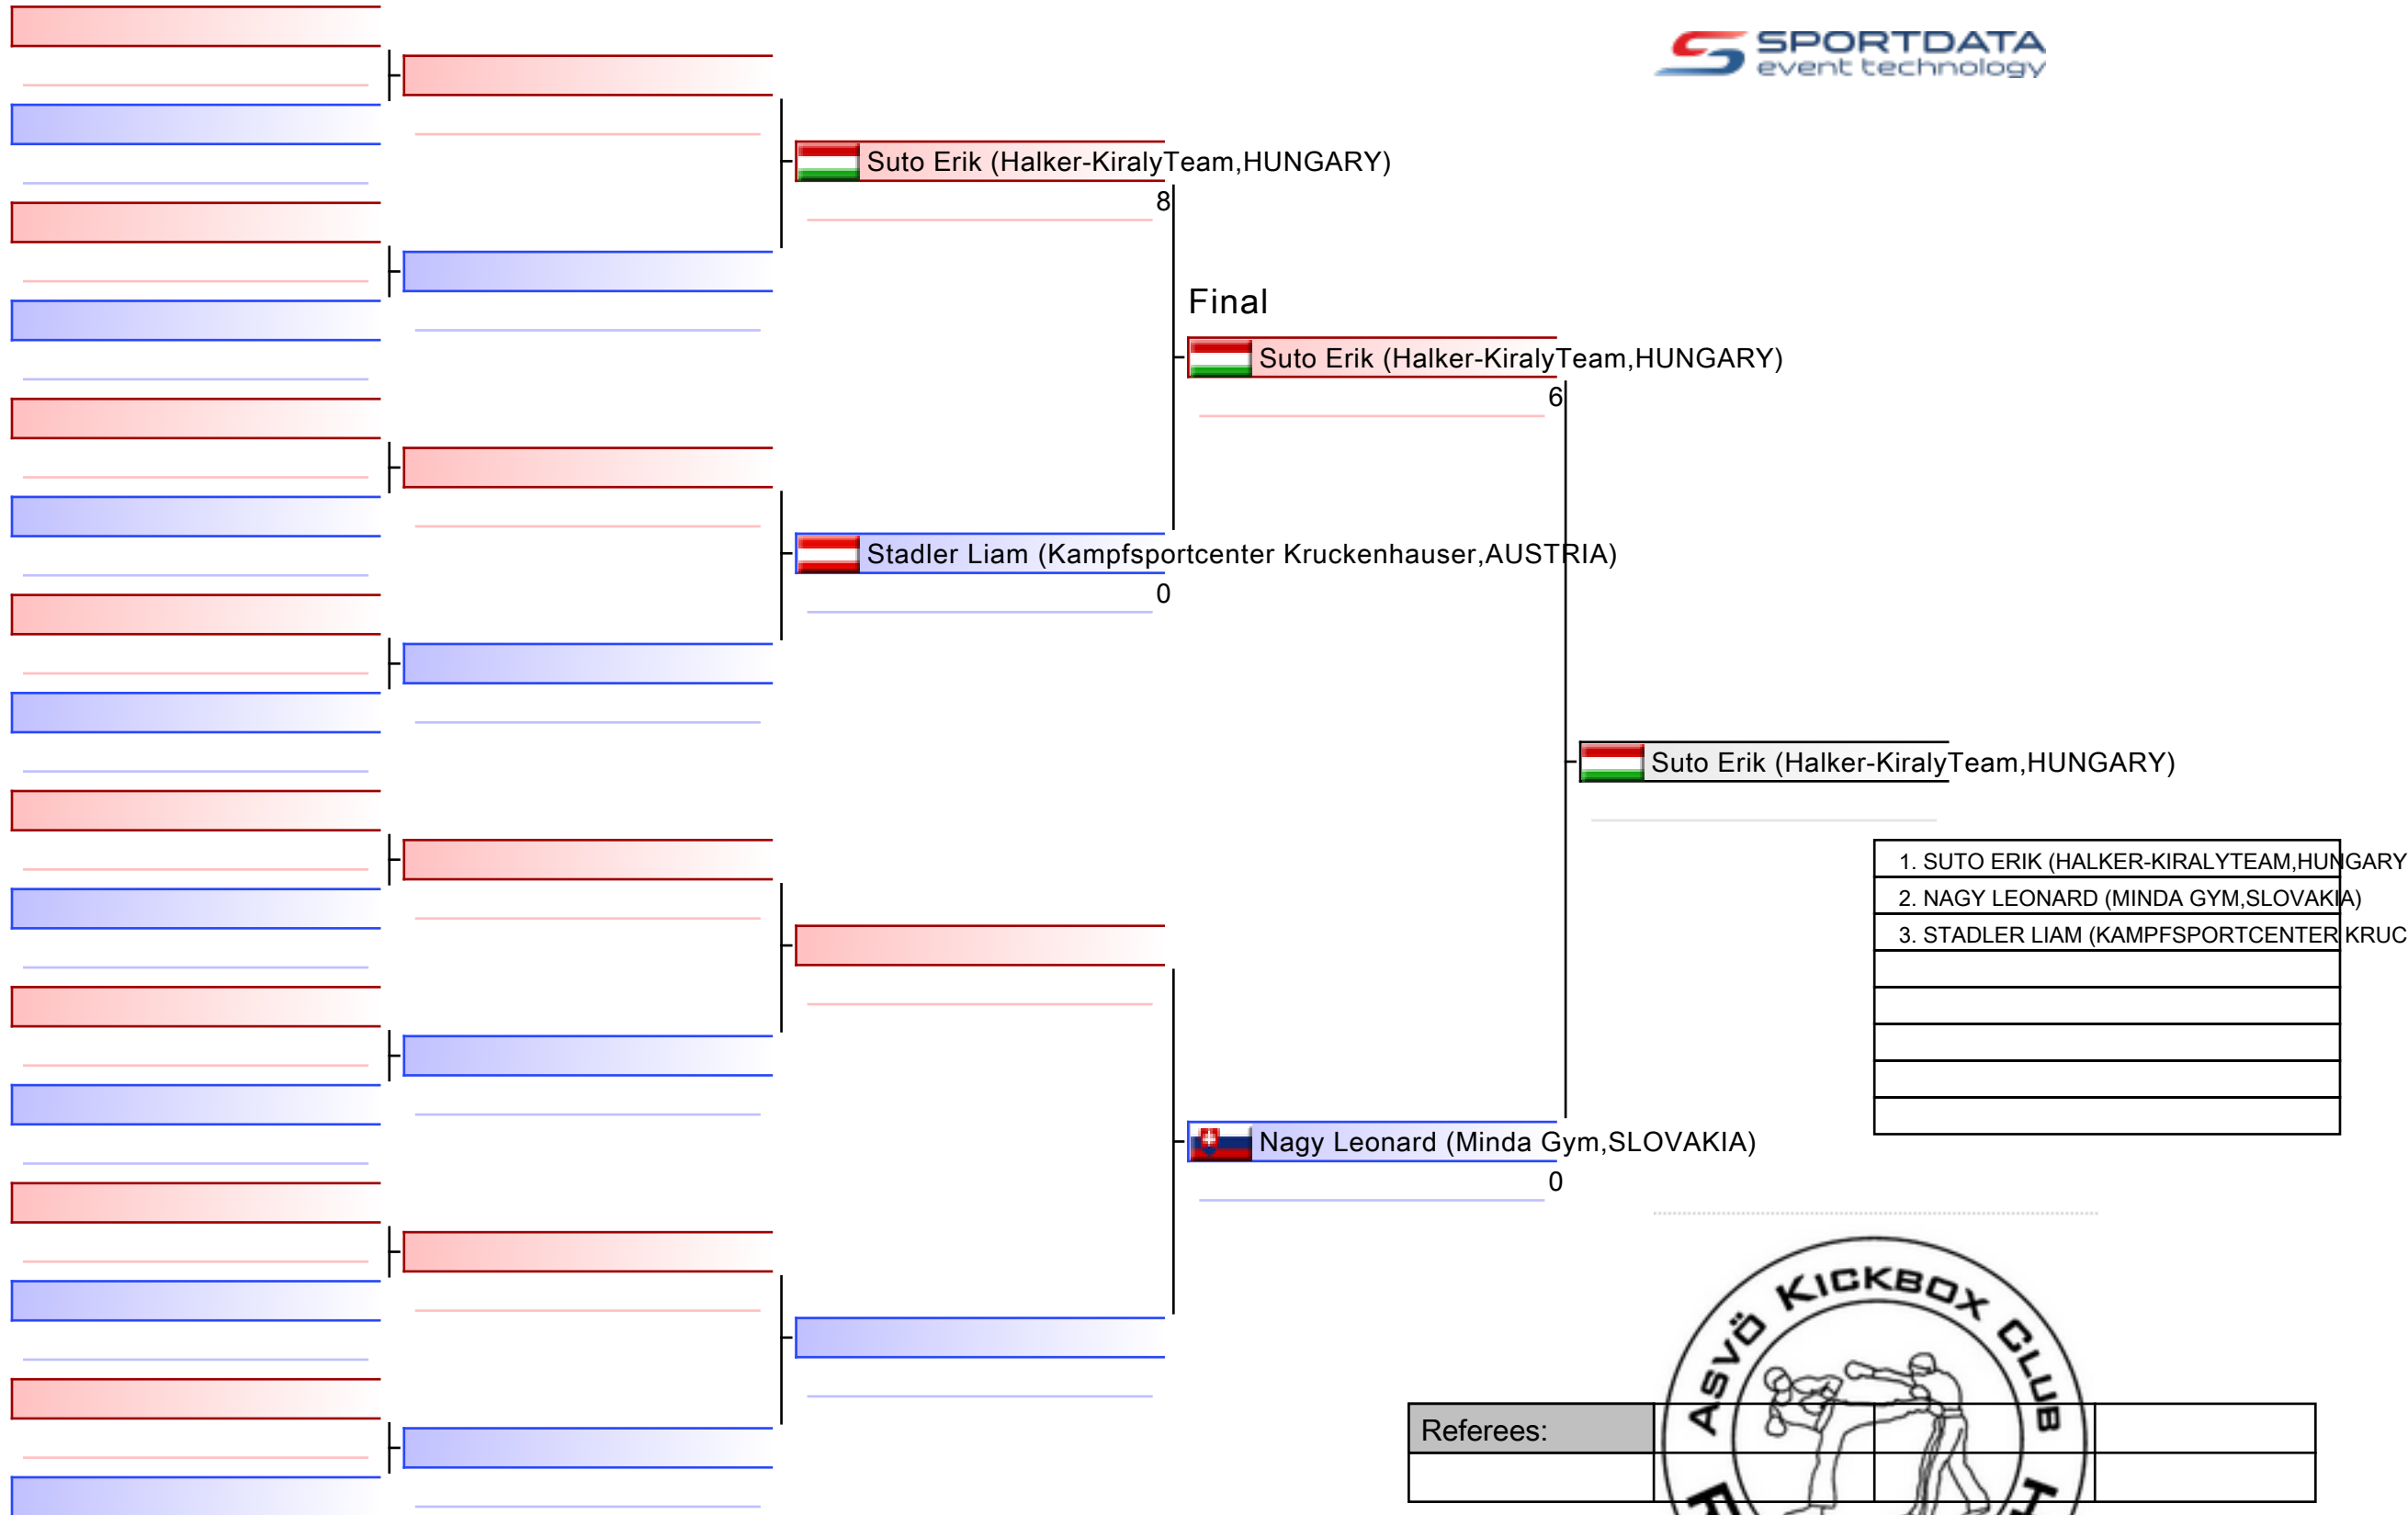 SPORTDATA
event technology
Suto Erik (Halker-KiralyTeam,HUNGARY)
8
Final
Suto Erik (Halker-KiralyTeam,HUNGARY)
6
Stadler Liam (Kampfsportcenter Kruckenhauser,AUSTRIA)
0
Suto Erik (Halker-KiralyTeam,HUNGARY)
1. SUTO ERIK (HALKER-KIRALYTEAM,HUNGARY
2. NAGY LEONARD (MINDA GYM,SLOVAKIA)
3. STADLER LIAM (KAMPFSPORTCENTER KRUC
Nagy Leonard (Minda Gym,SLOVAKIA)
0
ASVÖ KICKBOX CLUB
Referees: